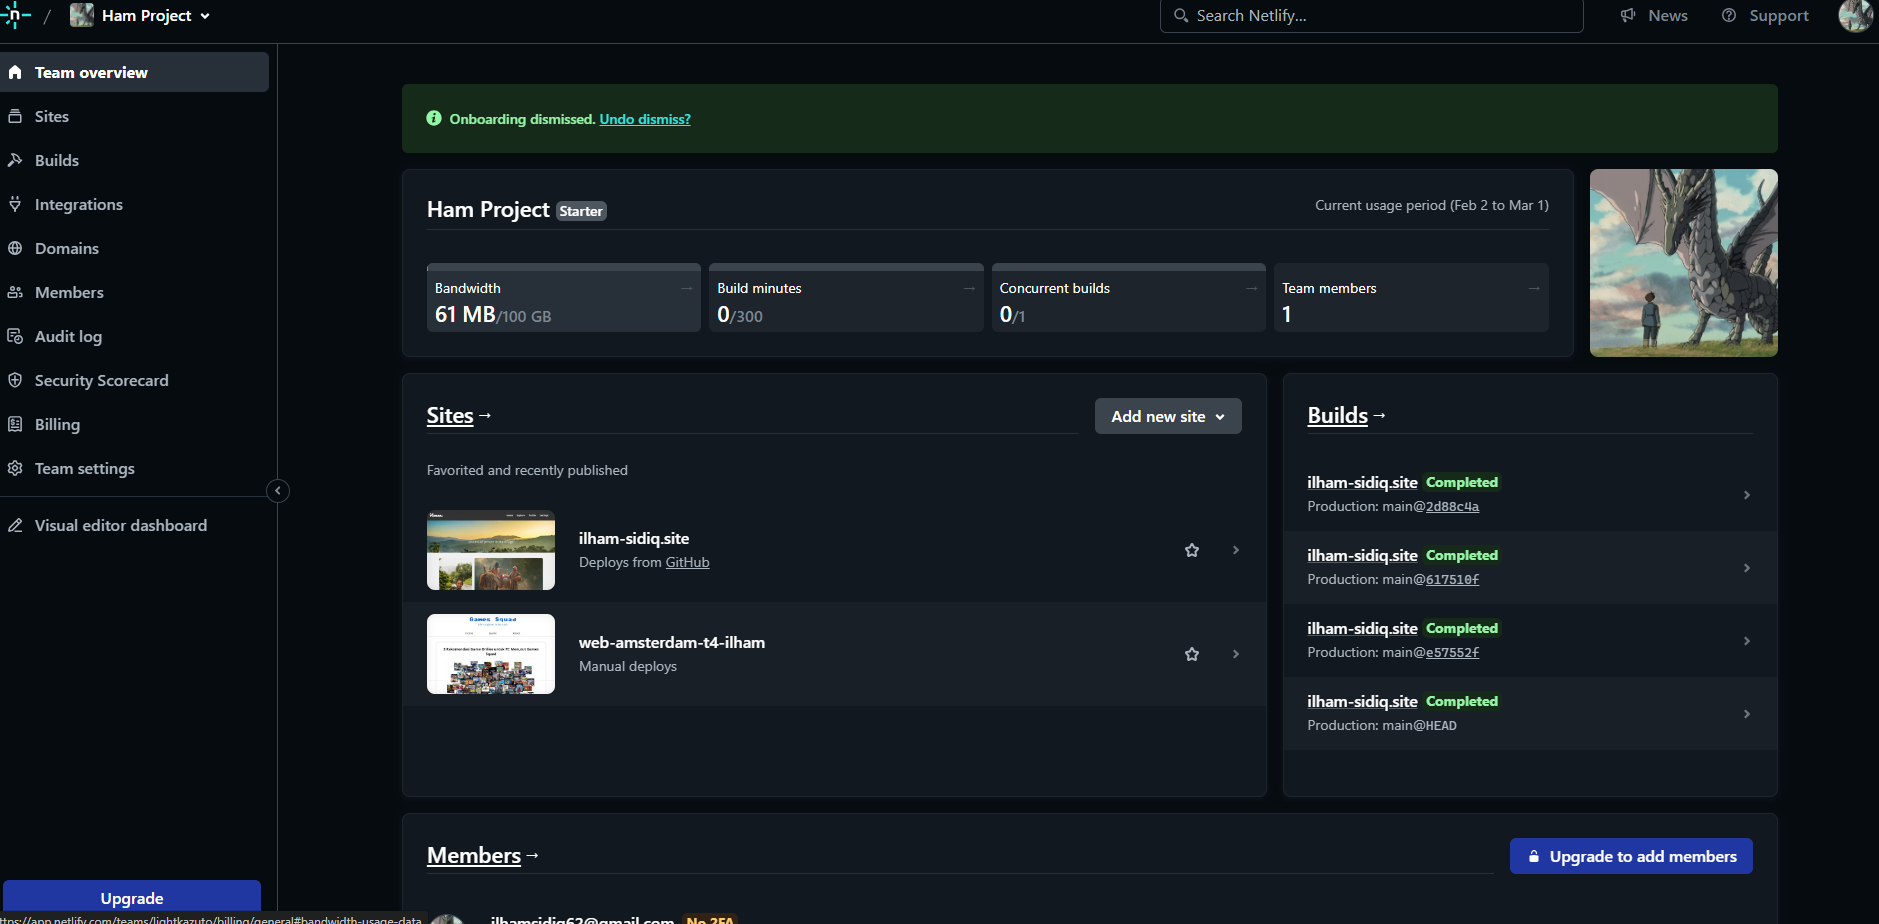 / Ham Project
Search Netlify...
News
Support
Team overview
Sites
Builds
Integrations
Domains
Members
Audit log
Security Scorecard
Billing
Team settings
Visual editor dashboard
Upgrade
ttps://app.netlify.com/teams/lightkazuto/billing/general#bandwidth-usage-data
Onboarding dismissed. Undo dismiss?
Ham Project Starter
Current usage period (Feb 2 to Mar 1)
Bandwidth →
61 MB/100 GB
Build minutes →
0/300
Concurrent builds →
0/1
Team members →
1
Sites →
Add new site
Favorited and recently published
ilham-sidiq.site
Deploys from GitHub
Games Squad
web-amsterdam-t4-ilham
Manual deploys
Builds →
ilham-sidiq.site Completed
Production: main@2d88c4a
ilham-sidiq.site Completed
Production: main@617510f
ilham-sidiq.site Completed
Production: main@e57552f
ilham-sidiq.site Completed
Production: main@HEAD
Members →
Upgrade to add members
ilhamsidiq62@gmail.com No 2FA